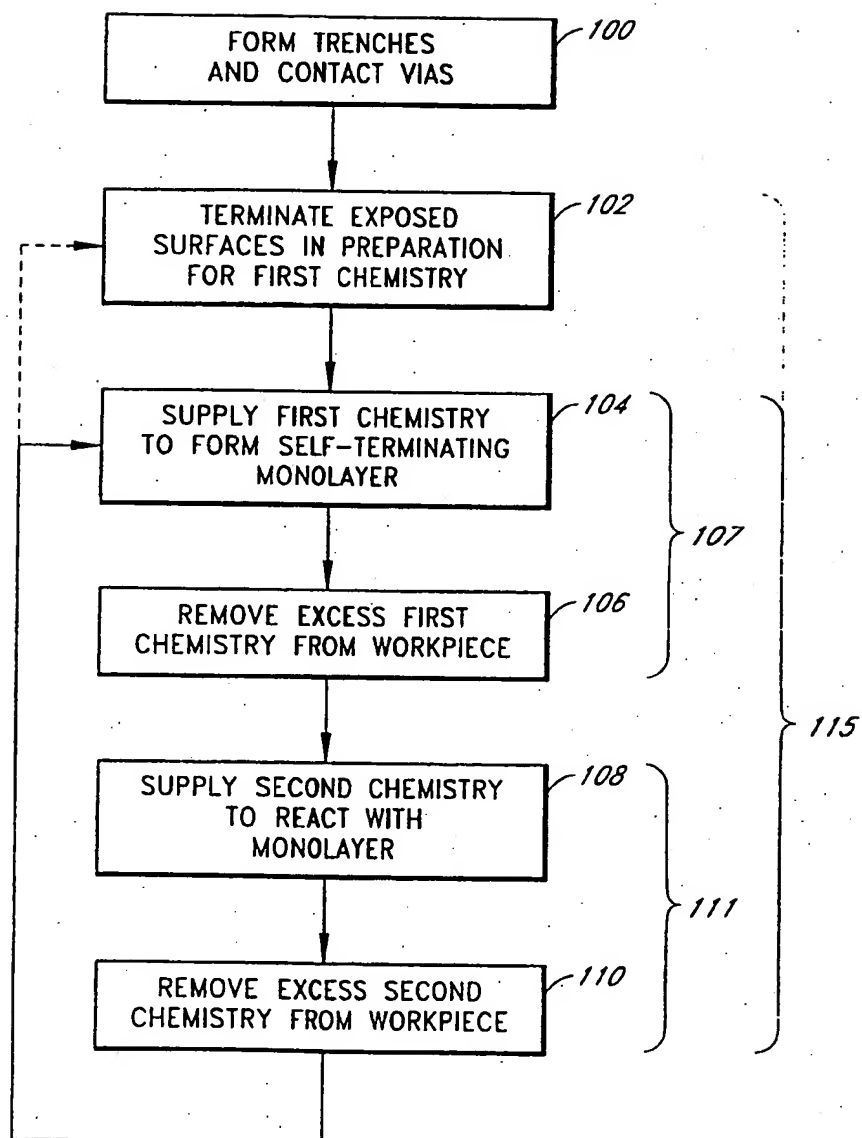 FORM TRENCHES
AND CONTACT VIAS
100
TERMINATE EXPOSED
SURFACES IN PREPARATION
FOR FIRST CHEMISTRY
102
SUPPLY FIRST CHEMISTRY
TO FORM SELF-TERMINATING
MONOLAYER
104
107
REMOVE EXCESS FIRST
CHEMISTRY FROM WORKPIECE
106
115
SUPPLY SECOND CHEMISTRY
TO REACT WITH
MONOLAYER
108
111
REMOVE EXCESS SECOND
CHEMISTRY FROM WORKPIECE
110